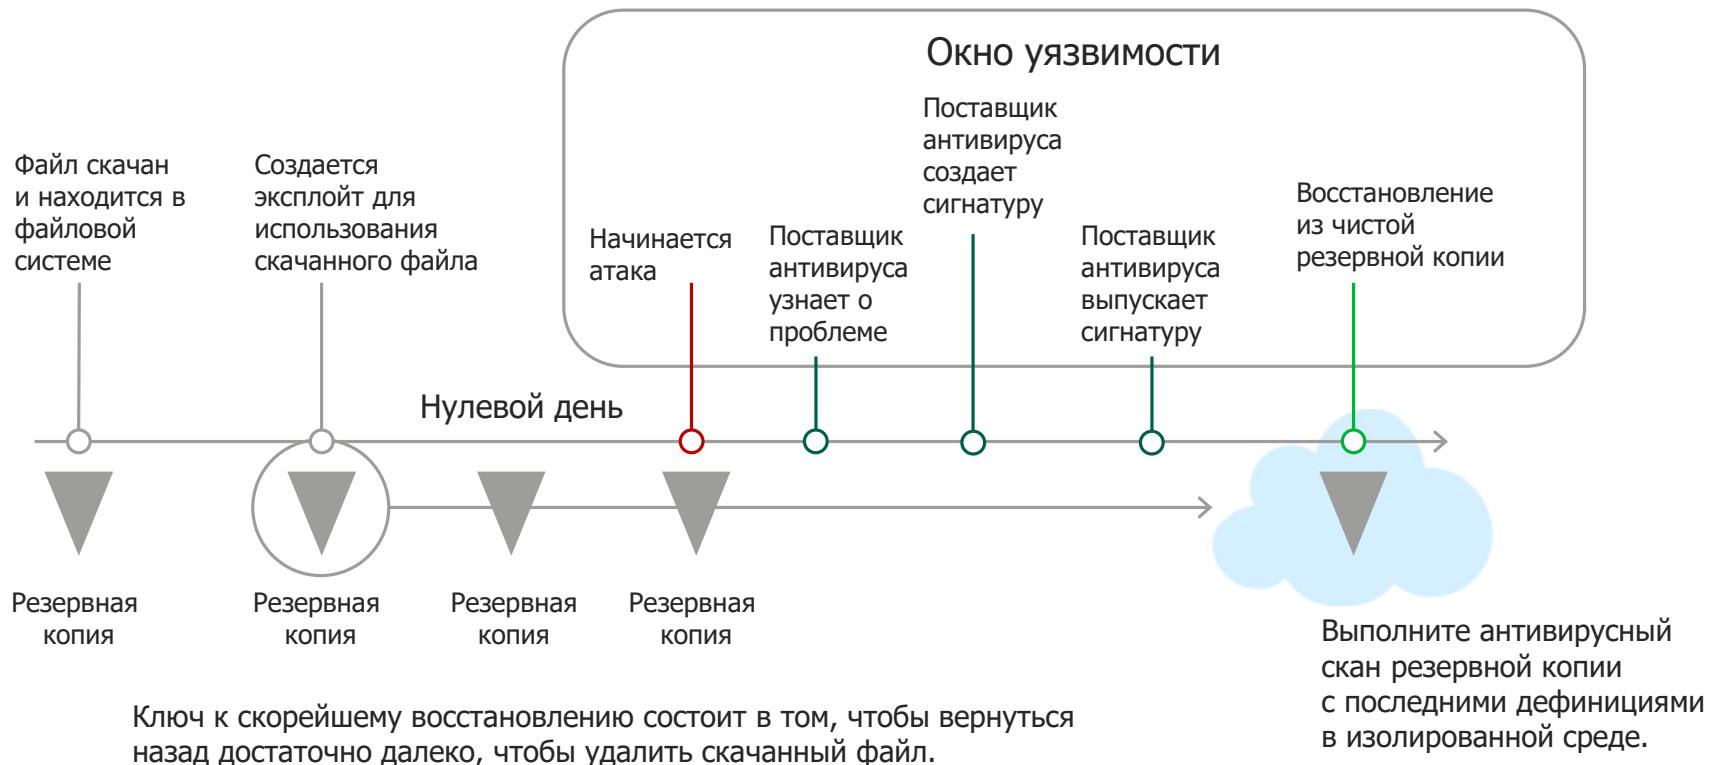 Окно уязвимости
Файл скачан
и находится в
файловой
системе
Создается
эксплойт для
использования
скачанного файла
Начинается
атака
Поставщик
антивируса
узнает о
проблеме
Поставщик
антивируса
создает
сигнатуру
Поставщик
антивируса
выпускает
сигнатуру
Восстановление
из чистой
резервной копии
Нулевой день
Резервная
копия
Резервная
копия
Резервная
копия
Резервная
копия
Выполните антивирусный
скан резервной копии
с последними дефинициями
в изолированной среде.
Ключ к скорейшему восстановлению состоит в том, чтобы вернуться
назад достаточно далеко, чтобы удалить скачанный файл.